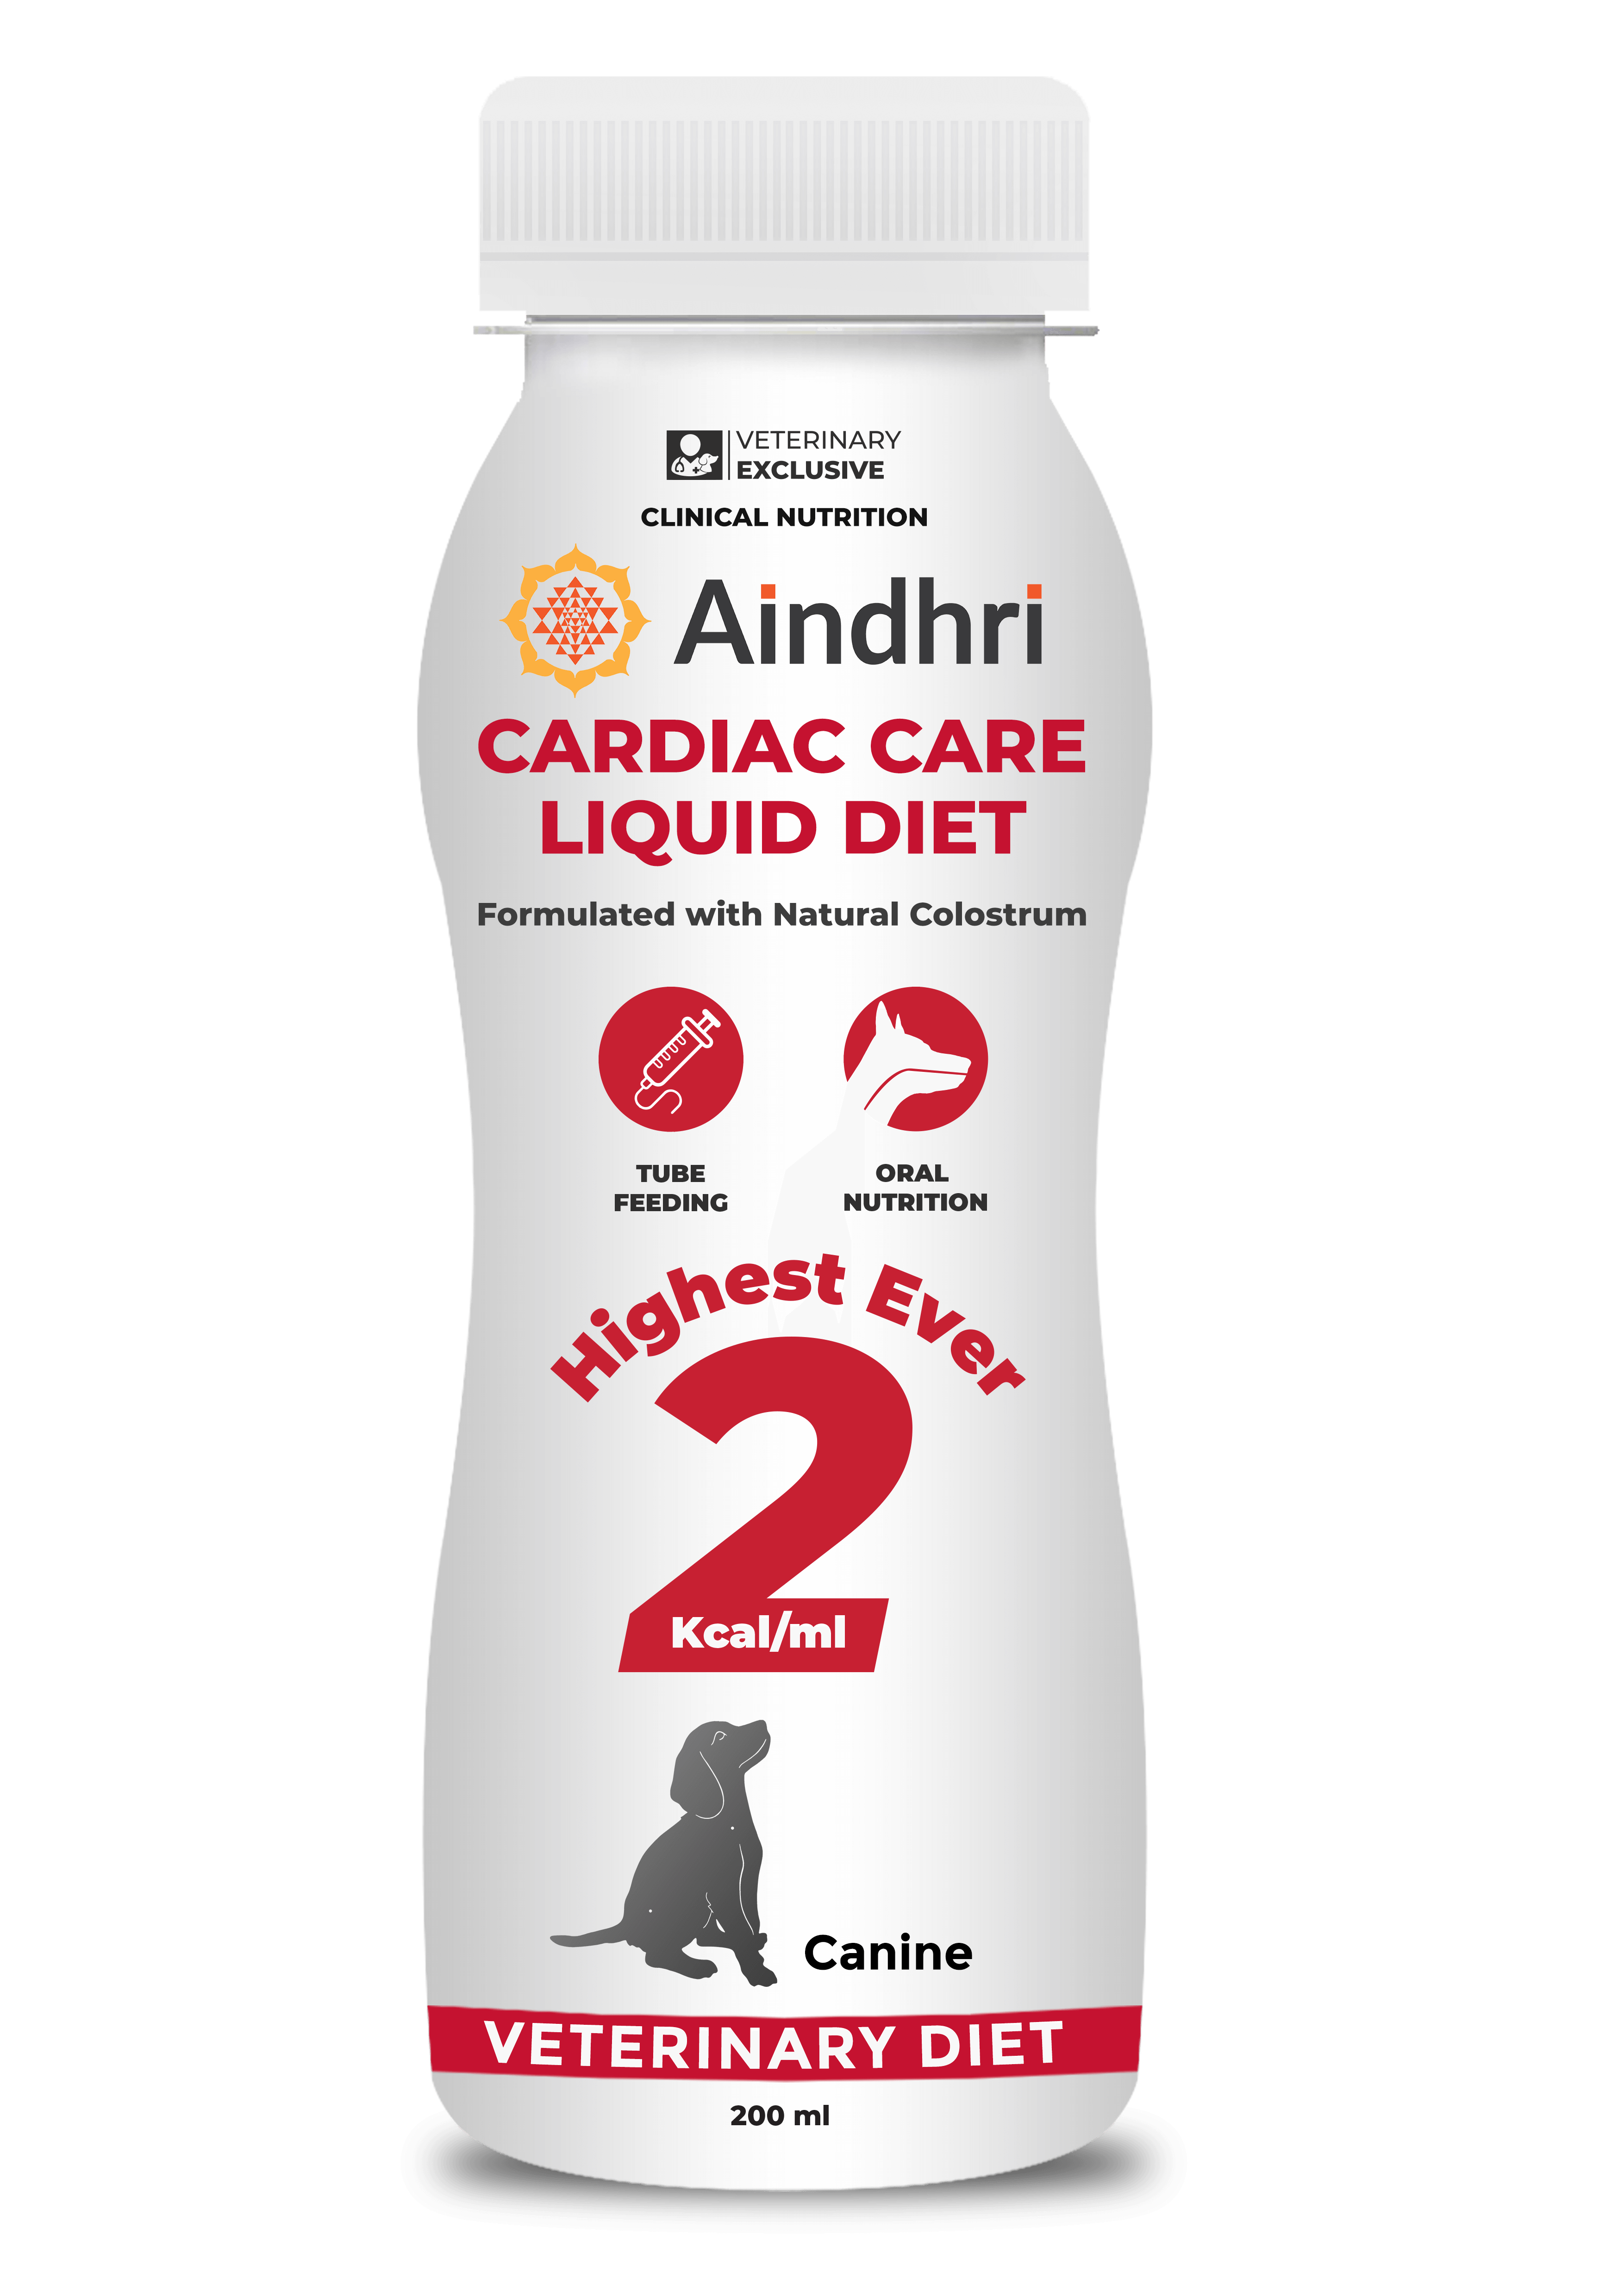 VETERINARY
EXCLUSIVE
CLINICAL NUTRITION
Aindhri
CARDIAC CARE
LIQUID DIET
Formulated with Natural Colostrum
TUBE
FEEDING
ORAL
NUTRITION
Highest Ever
2
Kcal/ml
Canine
VETERINARY DIET
200 ml